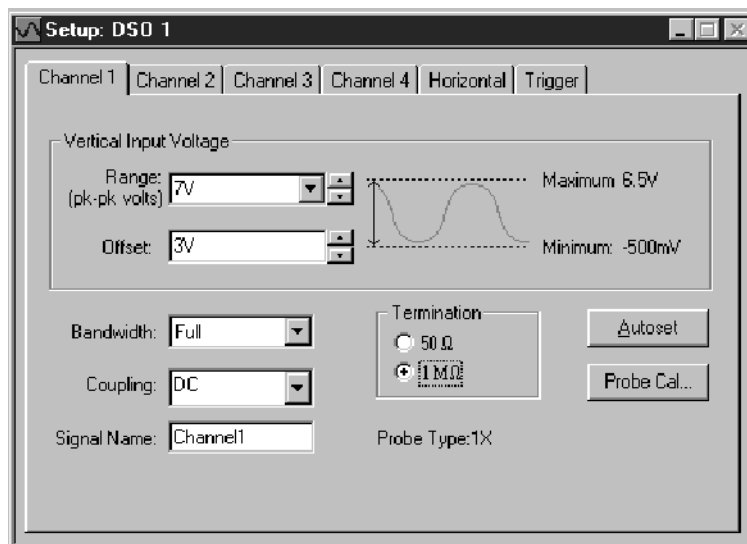 Setup: DSO 1
Channel 1 Channel 2 Channel 3 Channel 4 Horizontal Trigger
Vertical Input Voltage
Range:
(pk-pk volts)
7V
Maximum 6.5V
Offset:
3V
Minimum: -500mV
Bandwidth:
Full
Termination
50 Ω
1 MΩ
Autoset
Coupling:
DC
Probe Cal...
Signal Name:
Channel1
Probe Type:1X